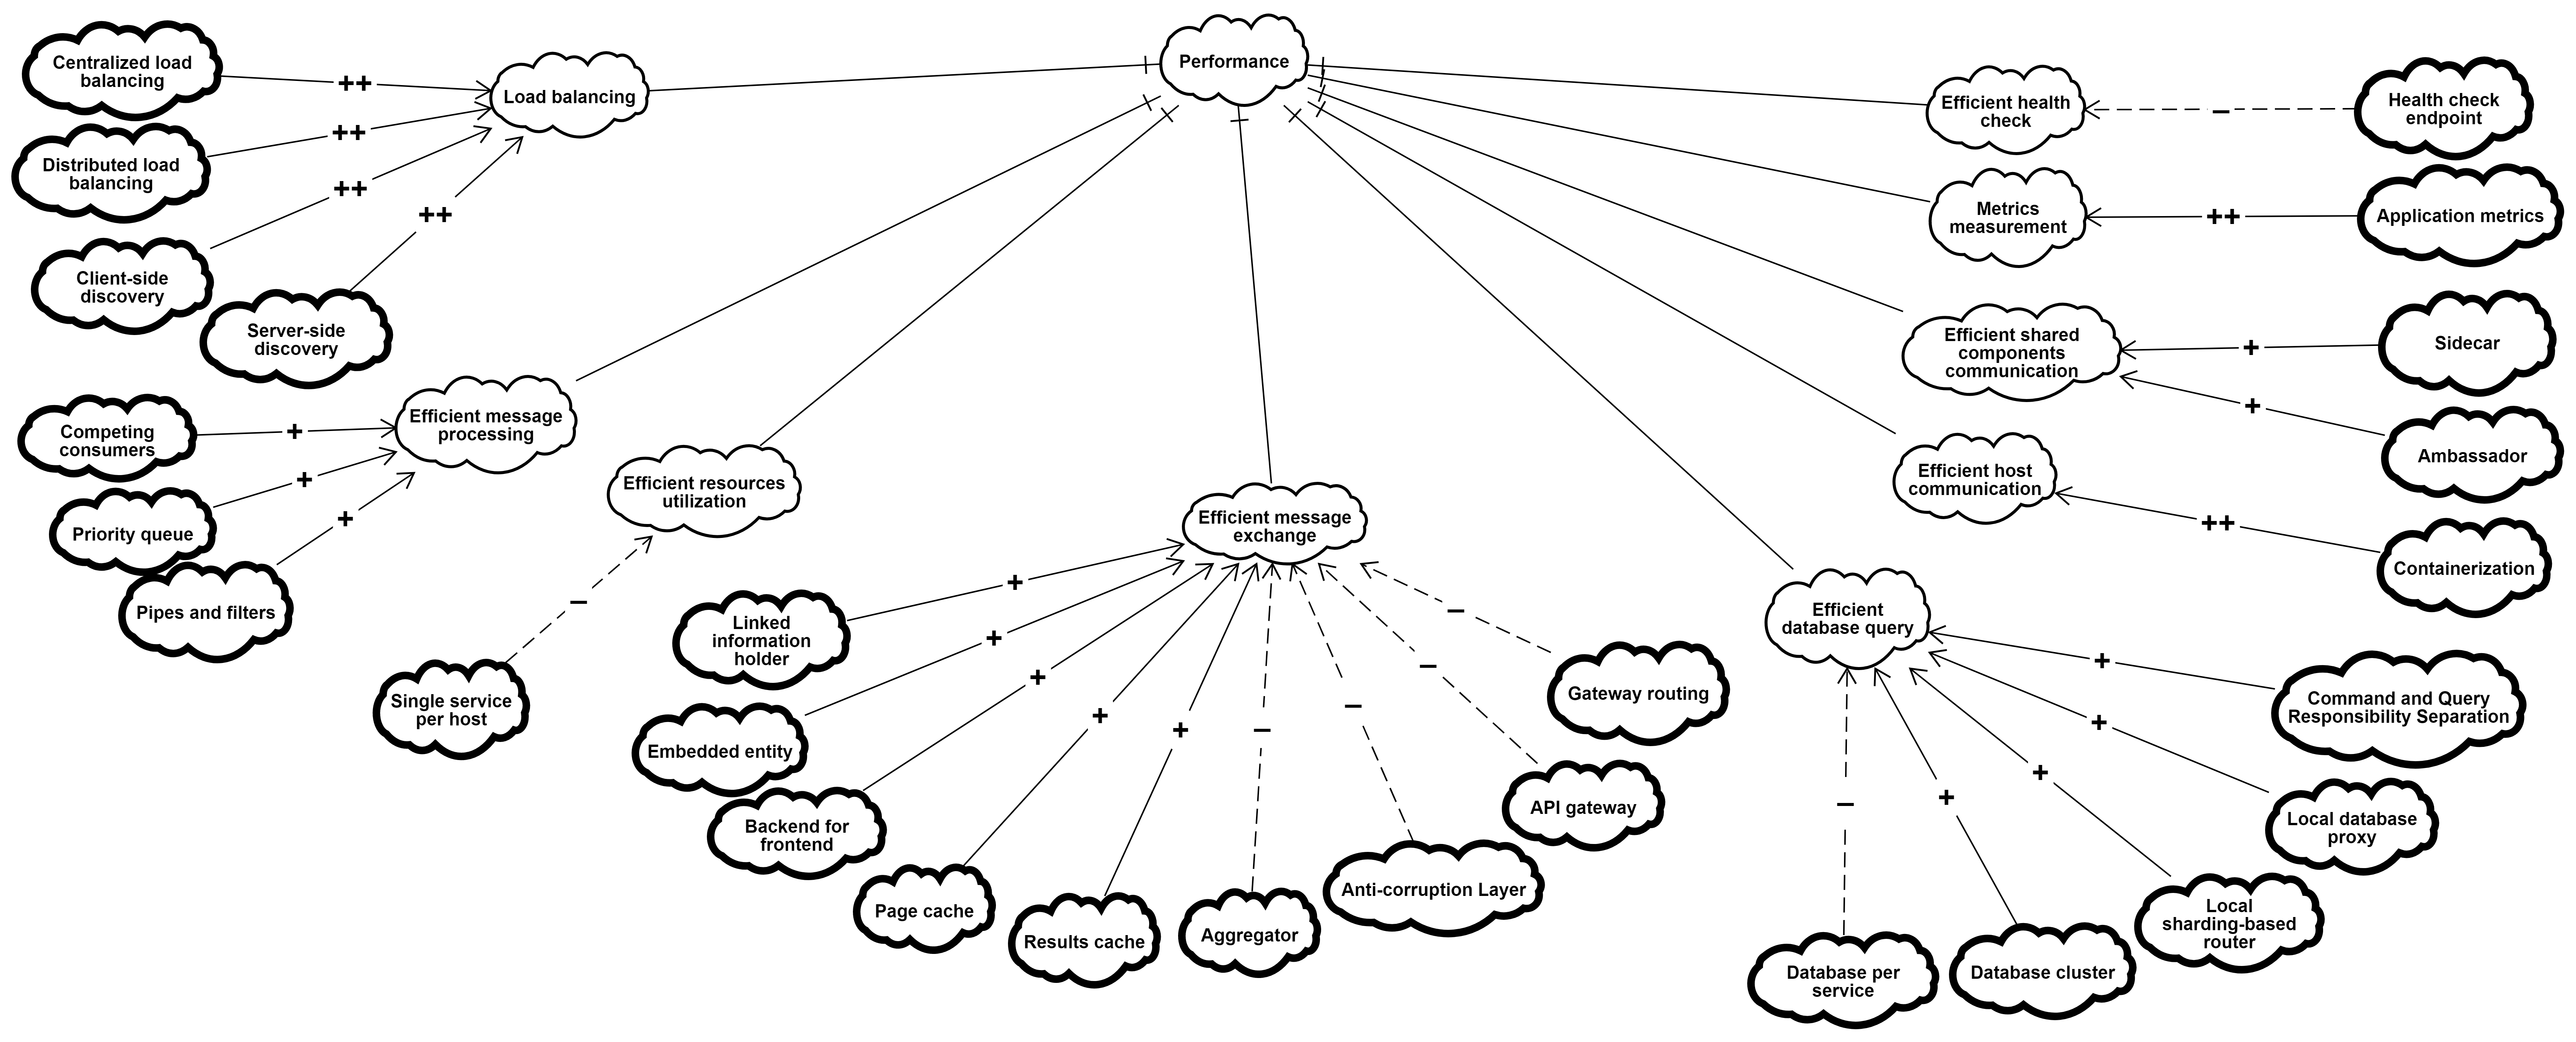 Performance
Centralized load
balancing
++
Load balancing
Distributed load
balancing
++
Client-side
discovery
++
Server-side
discovery
++
Efficient message
processing
Competing
consumers
+
Priority queue
+
Pipes and filters
+
Efficient resources
utilization
Single service
per host
–
Efficient message
exchange
Linked
information
holder
+
Embedded entity
+
Backend for
frontend
+
Page cache
+
Results cache
+
Aggregator
–
Anti-corruption Layer
–
API gateway
–
Gateway routing
–
Efficient
database query
Database per
service
–
Database cluster
+
Local
sharding-based
router
+
Local database
proxy
+
Command and Query
Responsibility Separation
+
Efficient host
communication
Containerization
++
Efficient shared
components
communication
Sidecar
+
Ambassador
+
Metrics
measurement
Application metrics
++
Efficient health
check
Health check
endpoint
–